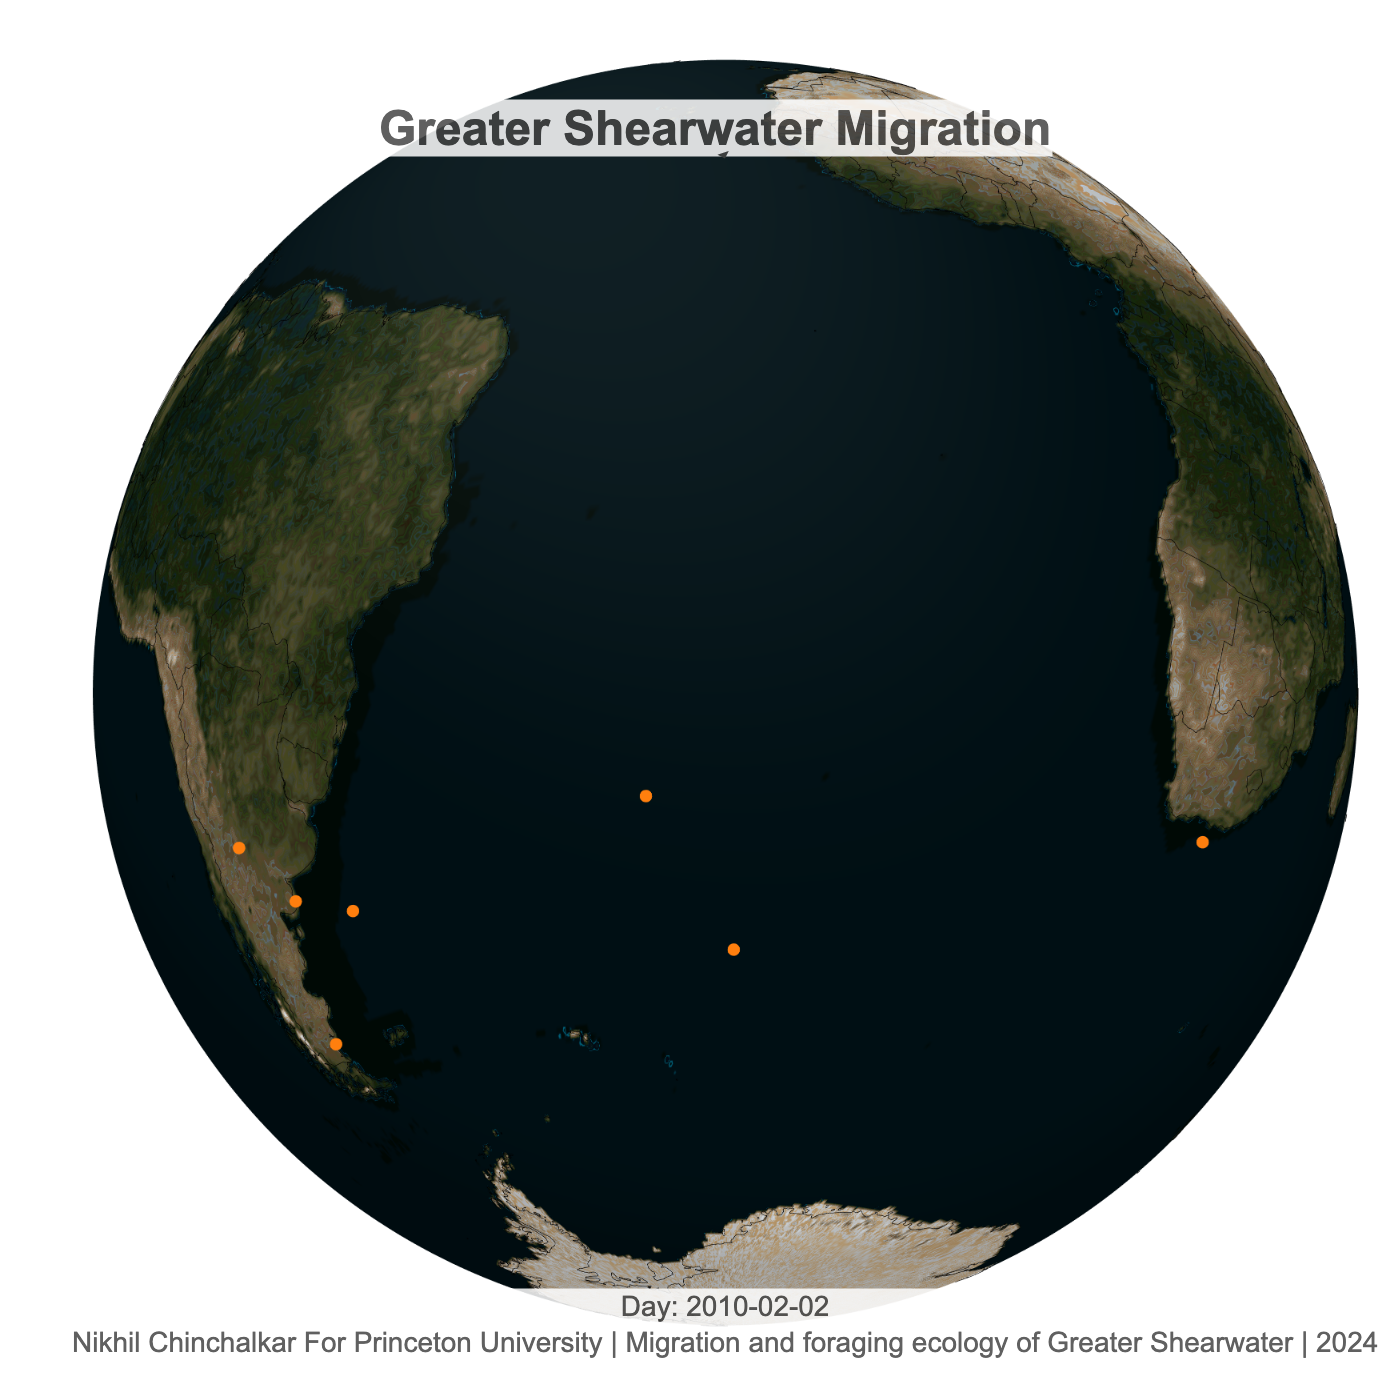 Greater Shearwater Migration
Day: 2010-02-02
Nikhil Chinchalkar For Princeton University | Migration and foraging ecology of Greater Shearwater | 2024